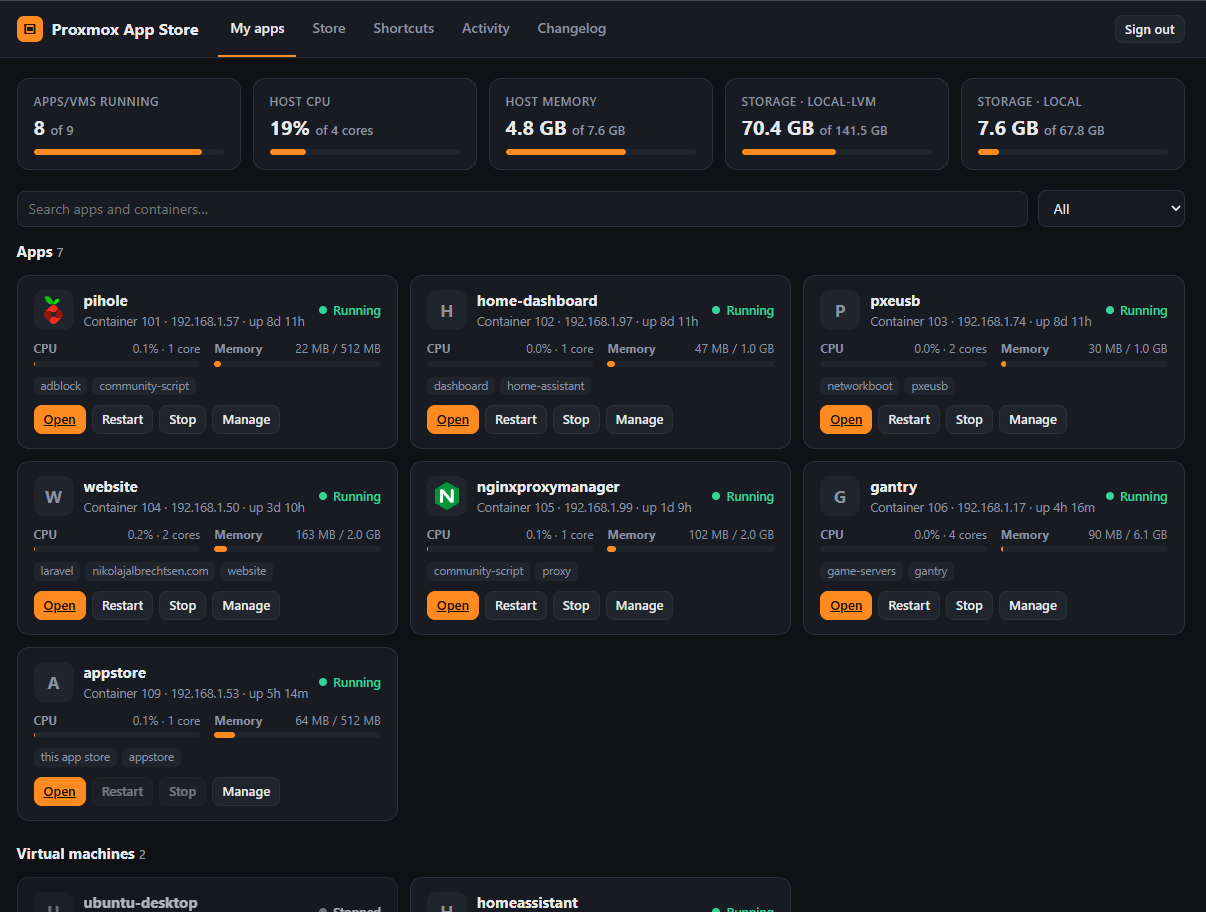 Proxmox App Store My apps Store Shortcuts Activity Changelog Sign out
APPS/VMS RUNNING
8 of 9
HOST CPU
19% of 4 cores
HOST MEMORY
4.8 GB of 7.6 GB
STORAGE · LOCAL-LVM
70.4 GB of 141.5 GB
STORAGE · LOCAL
7.6 GB of 67.8 GB
Search apps and containers...
All
Apps 7
pihole
Container 101 · 192.168.1.57 · up 8d 11h
Running
CPU 0.1% · 1 core Memory 22 MB / 512 MB
adblock community-script
Open Restart Stop Manage
H
home-dashboard
Container 102 · 192.168.1.97 · up 8d 11h
Running
CPU 0.0% · 1 core Memory 47 MB / 1.0 GB
dashboard home-assistant
Open Restart Stop Manage
P
pxeusb
Container 103 · 192.168.1.74 · up 8d 11h
Running
CPU 0.0% · 2 cores Memory 30 MB / 1.0 GB
networkboot pxeusb
Open Restart Stop Manage
W
website
Container 104 · 192.168.1.50 · up 3d 10h
Running
CPU 0.2% · 2 cores Memory 163 MB / 2.0 GB
laravel nikolajalbrechtsen.com website
Open Restart Stop Manage
N
nginxproxymanager
Container 105 · 192.168.1.99 · up 1d 9h
Running
CPU 0.1% · 1 core Memory 102 MB / 2.0 GB
community-script proxy
Open Restart Stop Manage
G
gantry
Container 106 · 192.168.1.17 · up 4h 16m
Running
CPU 0.0% · 4 cores Memory 90 MB / 6.1 GB
game-servers gantry
Open Restart Stop Manage
A
appstore
Container 109 · 192.168.1.53 · up 5h 14m
Running
CPU 0.1% · 1 core Memory 64 MB / 512 MB
this app store appstore
Open Restart Stop Manage
Virtual machines 2
U
ubuntu-desktop
Stopped
H
homeassistant
Running